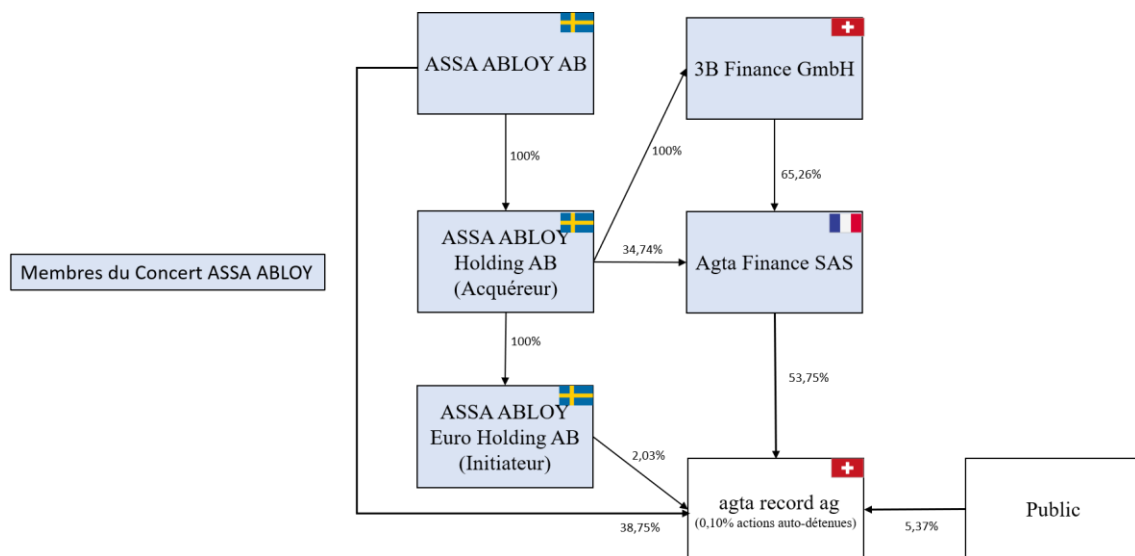 ASSA ABLOY AB
3B Finance GmbH
100%
100%
65,26%
Membres du Concert ASSA ABLOY
ASSA ABLOY
Holding AB
(Acquéreur)
34,74%
Agta Finance SAS
100%
53,75%
ASSA ABLOY
Euro Holding AB
(Initiateur)
2,03%
38,75%
agta record ag
(0,10% actions auto-détenues)
5,37%
Public